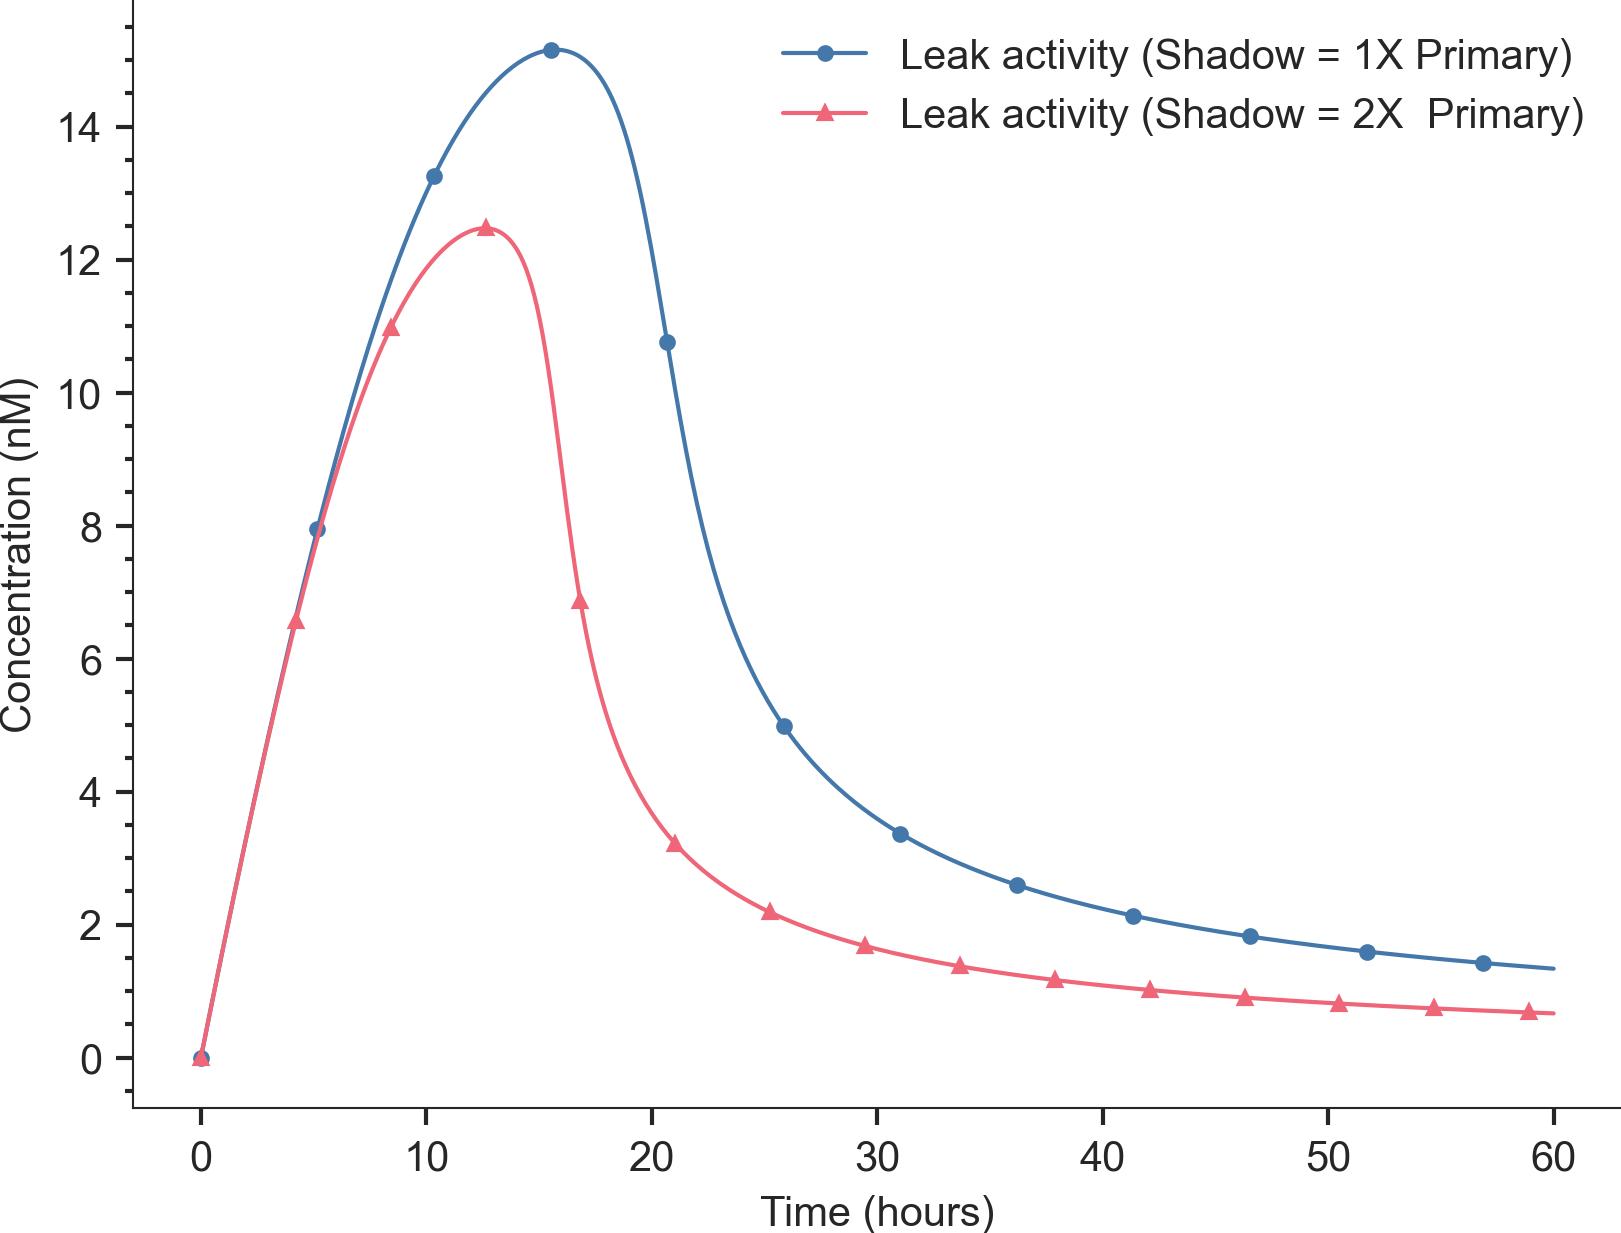 Leak activity (Shadow = 1X Primary)
Leak activity (Shadow = 2X  Primary)
14
12
10
8
6
4
2
0
Concentration (nM)
0 10 20 30 40 50 60
Time (hours)